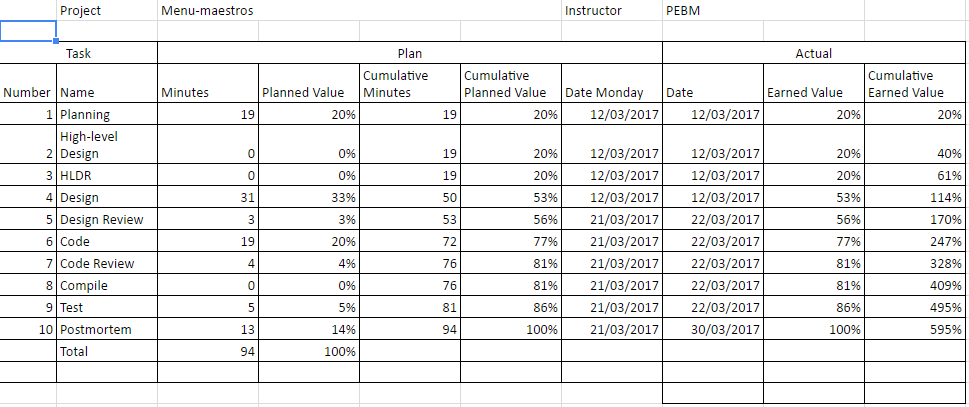 Project Menu-maestros Instructor PEBM
Task Plan Actual
Number Name Minutes Planned Value Cumulative Minutes Cumulative Planned Value Date Monday Date Earned Value Cumulative Earned Value
1 Planning 19 20% 19 20% 12/03/2017 12/03/2017 20% 20%
2 High-level Design 0 0% 19 20% 12/03/2017 12/03/2017 20% 40%
3 HLDR 0 0% 19 20% 12/03/2017 12/03/2017 20% 61%
4 Design 31 33% 50 53% 12/03/2017 12/03/2017 53% 114%
5 Design Review 3 3% 53 56% 21/03/2017 22/03/2017 56% 170%
6 Code 19 20% 72 77% 21/03/2017 22/03/2017 77% 247%
7 Code Review 4 4% 76 81% 21/03/2017 22/03/2017 81% 328%
8 Compile 0 0% 76 81% 21/03/2017 22/03/2017 81% 409%
9 Test 5 5% 81 86% 21/03/2017 22/03/2017 86% 495%
10 Postmortem 13 14% 94 100% 21/03/2017 30/03/2017 100% 595%
Total 94 100%